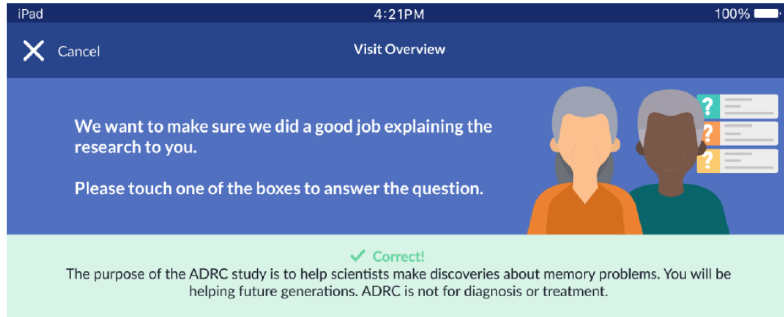 iPad 4:21PM 100%
Cancel Visit Overview
We want to make sure we did a good job explaining the
research to you.
Please touch one of the boxes to answer the question.
?
?
?
Correct!
The purpose of the ADRC study is to help scientists make discoveries about memory problems. You will be
helping future generations. ADRC is not for diagnosis or treatment.